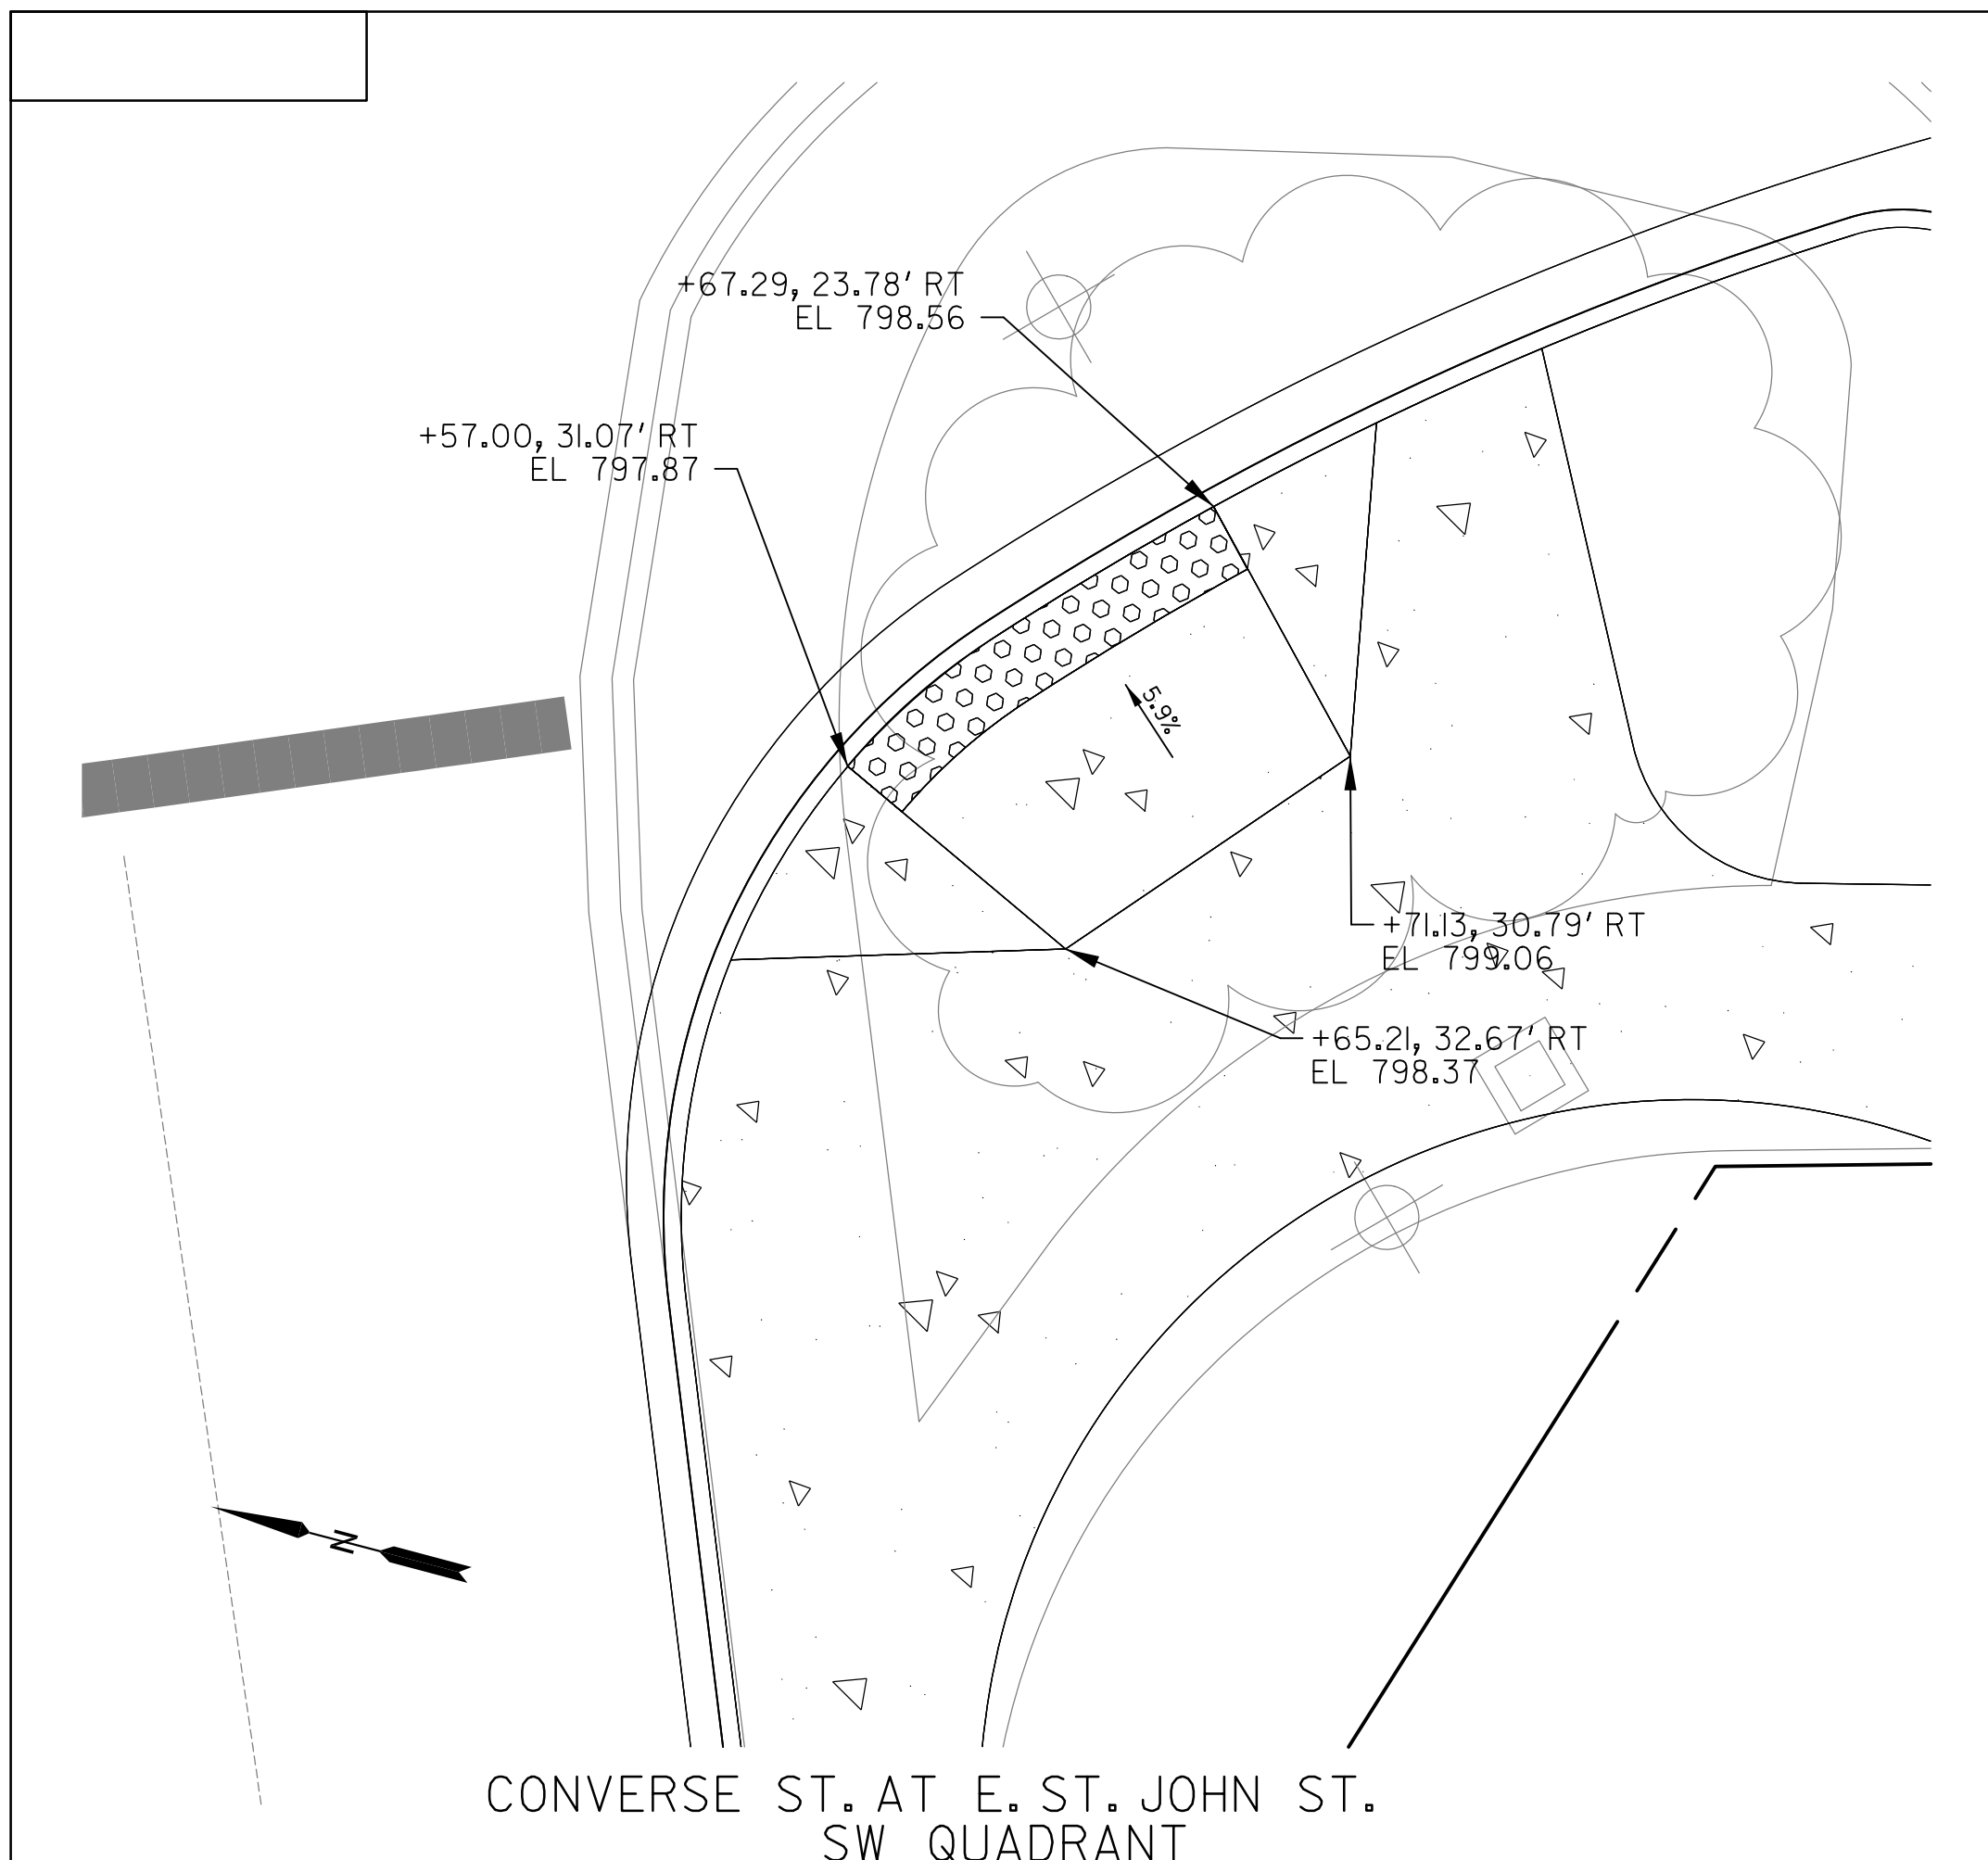 +67.29, 23.78' RT
EL 798.56
+57.00, 31.07' RT
EL 797.87
5.9%
+71.13, 30.79' RT
EL 799.06
+65.21, 32.67' RT
EL 798.37
N
CONVERSE ST. AT E. ST. JOHN ST.
SW QUADRANT